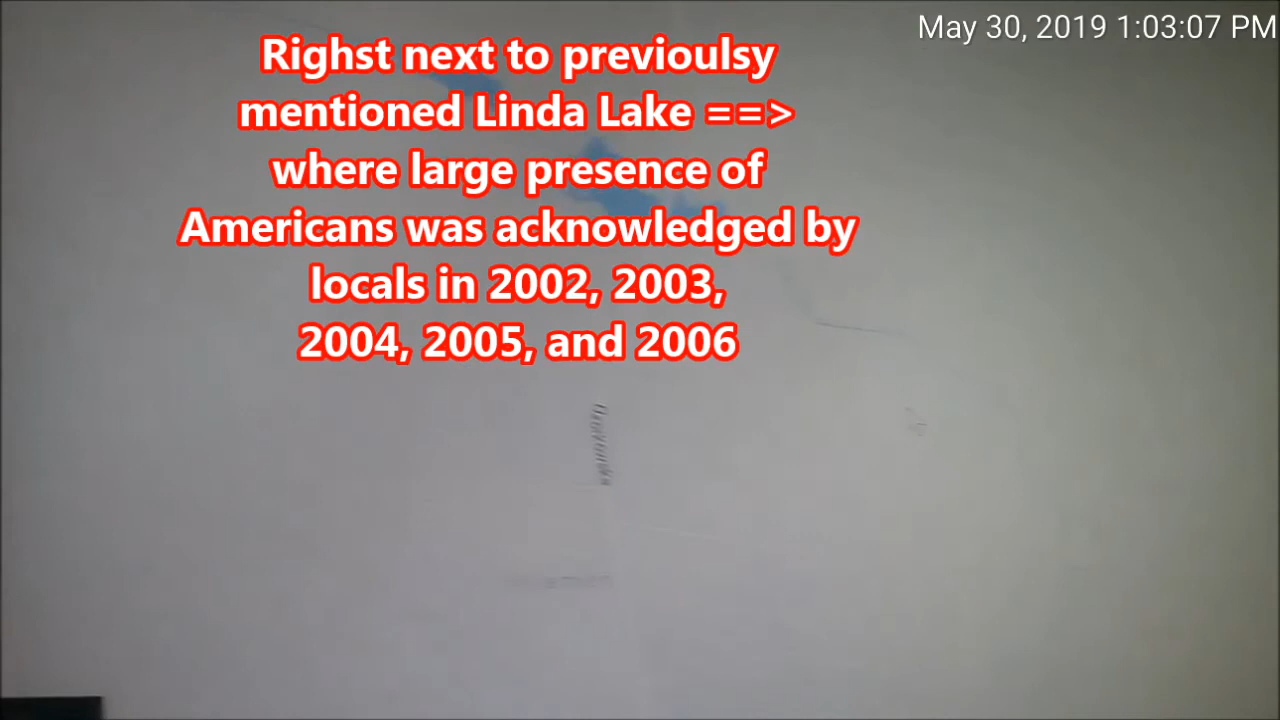 May 30, 2019 1:03:07 PM
Righst next to previoulsy
mentioned Linda Lake ==>
where large presence of
Americans was acknowledged by
locals in 2002, 2003,
2004, 2005, and 2006